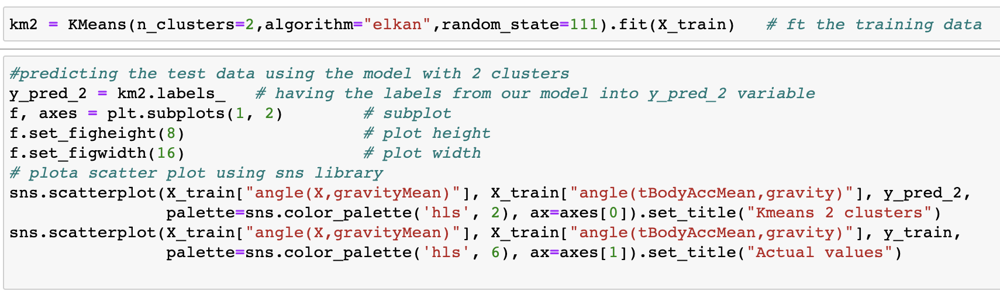 km2 = KMeans(n_clusters=2,algorithm="elkan",random_state=111).fit(X_train)   # ft the training data
#predicting the test data using the model with 2 clusters
y_pred_2 = km2.labels_   # having the labels from our model into y_pred_2 variable
f, axes = plt.subplots(1, 2)        # subplot
f.set_figheight(8)                  # plot height
f.set_figwidth(16)                  # plot width
# plota scatter plot using sns library
sns.scatterplot(X_train["angle(X,gravityMean)"], X_train["angle(tBodyAccMean,gravity)"], y_pred_2,
                palette=sns.color_palette('hls', 2), ax=axes[0]).set_title("Kmeans 2 clusters")
sns.scatterplot(X_train["angle(X,gravityMean)"], X_train["angle(tBodyAccMean,gravity)"], y_train,
                palette=sns.color_palette('hls', 6), ax=axes[1]).set_title("Actual values")